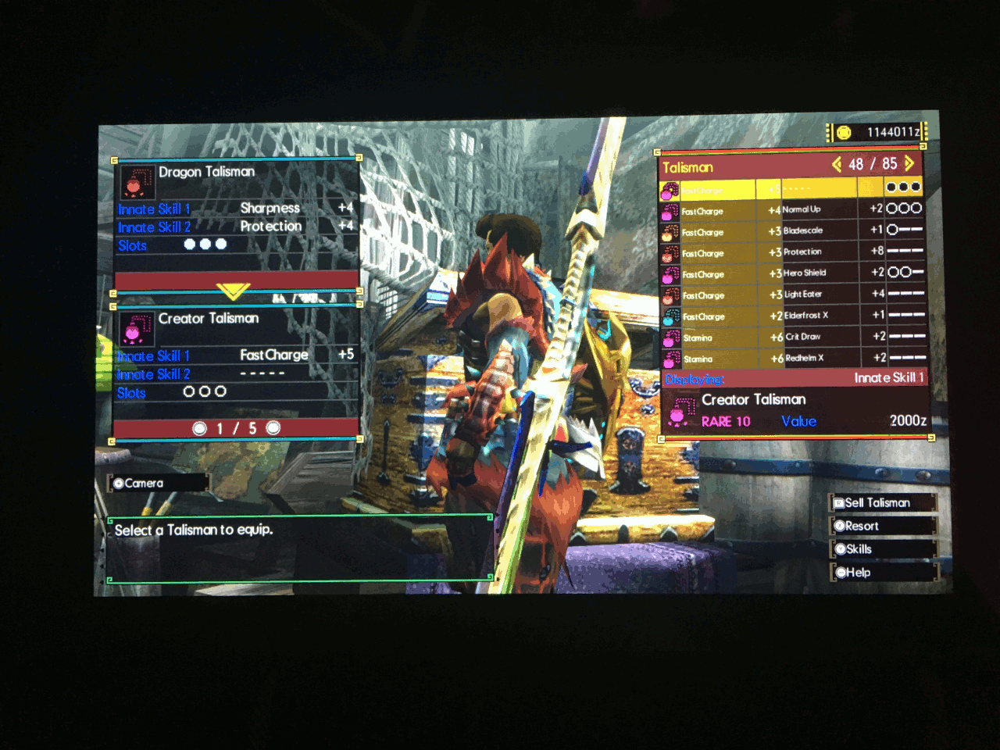 1144011z
Dragon Talisman
Innate Skill 1 Sharpness +4
Innate Skill 2 Protection +4
Slots
Creator Talisman
Innate Skill 1 FastCharge +5
Innate Skill 2 -----
Slots
1 / 5
Camera
Select a Talisman to equip.
Talisman 48 / 85
FastCharge +5 -----
FastCharge +4 Normal Up +2
FastCharge +3 Bladescale +1
FastCharge +3 Protection +8
FastCharge +3 Hero Shield +2
FastCharge +3 Light Eater +4
FastCharge +2 Elderfrost X +1
Stamina +6 Crit Draw +2
Stamina +6 Redhelm X +2
Displaying: Innate Skill 1
Creator Talisman
RARE 10 Value 2000z
Sell Talisman
Resort
Skills
Help